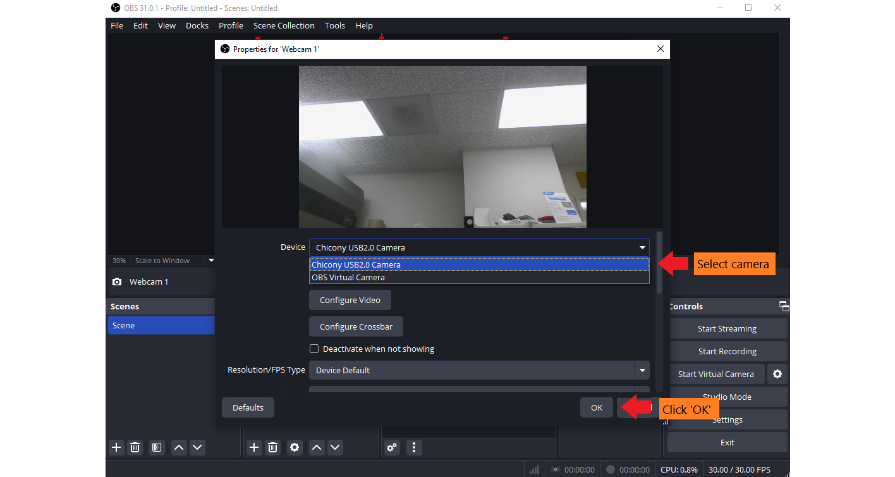 OBS 31.0.1 - Profile: Untitled - Scenes: Untitled
File Edit View Docks Profile Scene Collection Tools Help
Properties for 'Webcam 1'
Device Chicony USB2.0 Camera
Chicony USB2.0 Camera
OBS Virtual Camera
Select camera
30% Scale to Window
Webcam 1
Configure Video
Configure Crossbar
Deactivate when not showing
Resolution/FPS Type Device Default
Defaults
OK
Click 'OK'
Scenes
Scene
ontrols
Start Streaming
Start Recording
Start Virtual Camera
Studio Mode
Settings
Exit
00:00:00 00:00:00 CPU: 0.8% 30.00 / 30.00 FPS